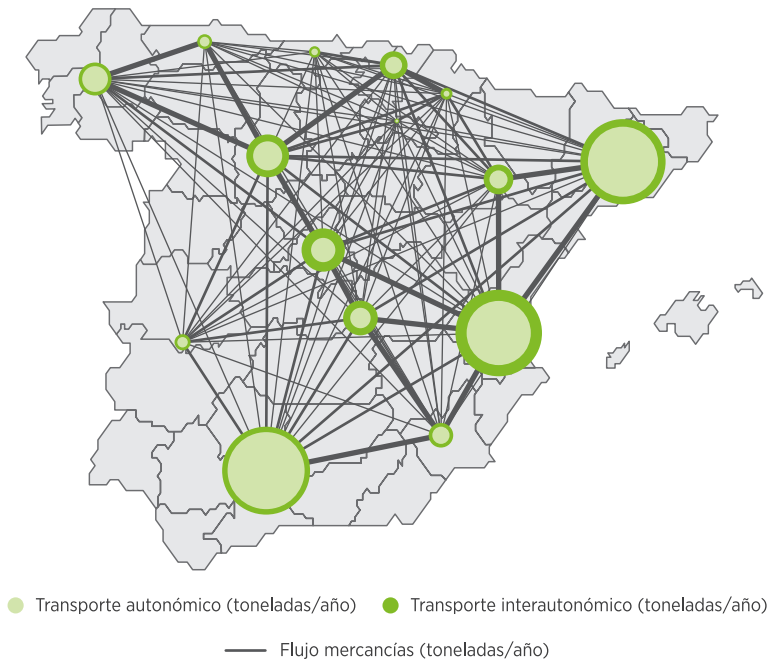 Transporte autonómico (toneladas/año)
Transporte interautonómico (toneladas/año)
Flujo mercancías (toneladas/año)